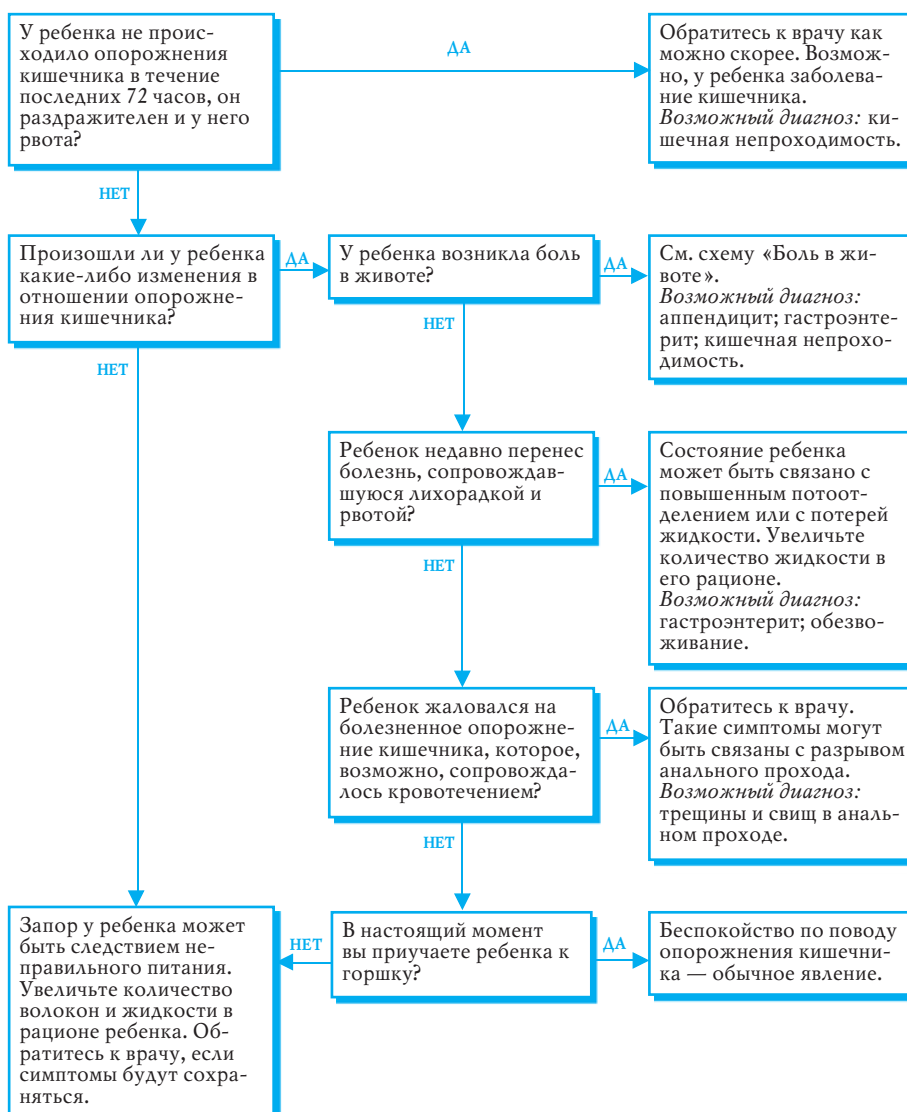 У ребенка не проис-
ходило опорожнения
кишечника в течение
последних 72 часов, он
раздражителен и у него
рвота?
ДА
Обратитесь к врачу как
можно скорее. Возмож-
но, у ребенка заболева-
ние кишечника.
Возможный диагноз: ки-
шечная непроходимость.
НЕТ
Произошли ли у ребенка
какие-либо изменения в
отношении опорожне-
ния кишечника?
ДА
У ребенка возникла боль
в животе?
ДА
См. схему «Боль в жи-
воте».
Возможный диагноз:
аппендицит; гастроэнте-
рит; кишечная непрохо-
димость.
НЕТ
НЕТ
Ребенок недавно перенес
болезнь, сопровождав-
шуюся лихорадкой и
рвотой?
ДА
Состояние ребенка
может быть связано с
повышенным потоот-
делением или с потерей
жидкости. Увеличьте
количество жидкости в
его рационе.
Возможный диагноз:
гастроэнтерит; обезво-
живание.
НЕТ
Ребенок жаловался на
болезненное опорожне-
ние кишечника, которое,
возможно, сопровожда-
лось кровотечением?
ДА
Обратитесь к врачу.
Такие симптомы могут
быть связаны с разрывом
анального прохода.
Возможный диагноз:
трещины и свищ в аналь-
ном проходе.
НЕТ
Запор у ребенка может
быть следствием не-
правильного питания.
Увеличьте количество
волокон и жидкости в
рационе ребенка. Об-
ратитесь к врачу, если
симптомы будут сохра-
няться.
НЕТ
В настоящий момент
вы приучаете ребенка к
горшку?
ДА
Беспокойство по поводу
опорожнения кишечни-
ка — обычное явление.